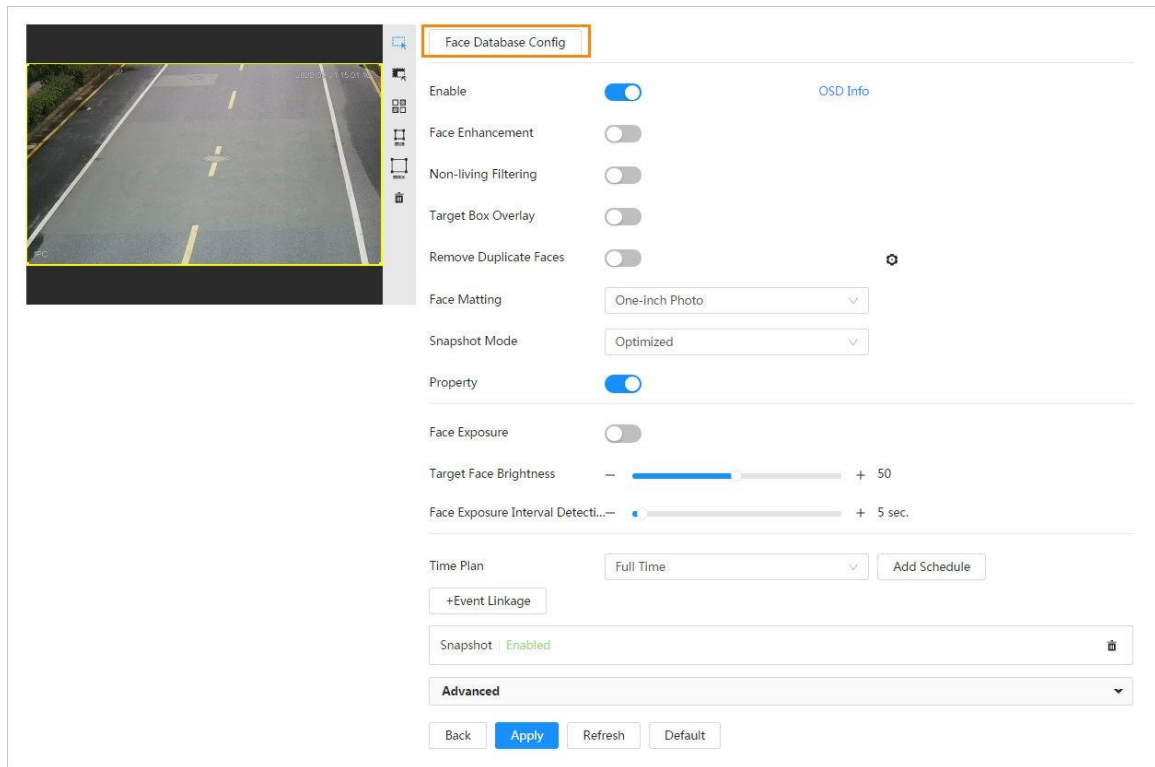 Face Database Config
Enable
OSD Info
Face Enhancement
Non-living Filtering
Target Box Overlay
Remove Duplicate Faces
Face Matting
One-inch Photo
Snapshot Mode
Optimized
Property
Face Exposure
Target Face Brightness
− + 50
Face Exposure Interval Detecti...− + 5 sec.
Time Plan
Full Time
Add Schedule
+Event Linkage
Snapshot | Enabled
Advanced
Back
Apply
Refresh
Default
IPC